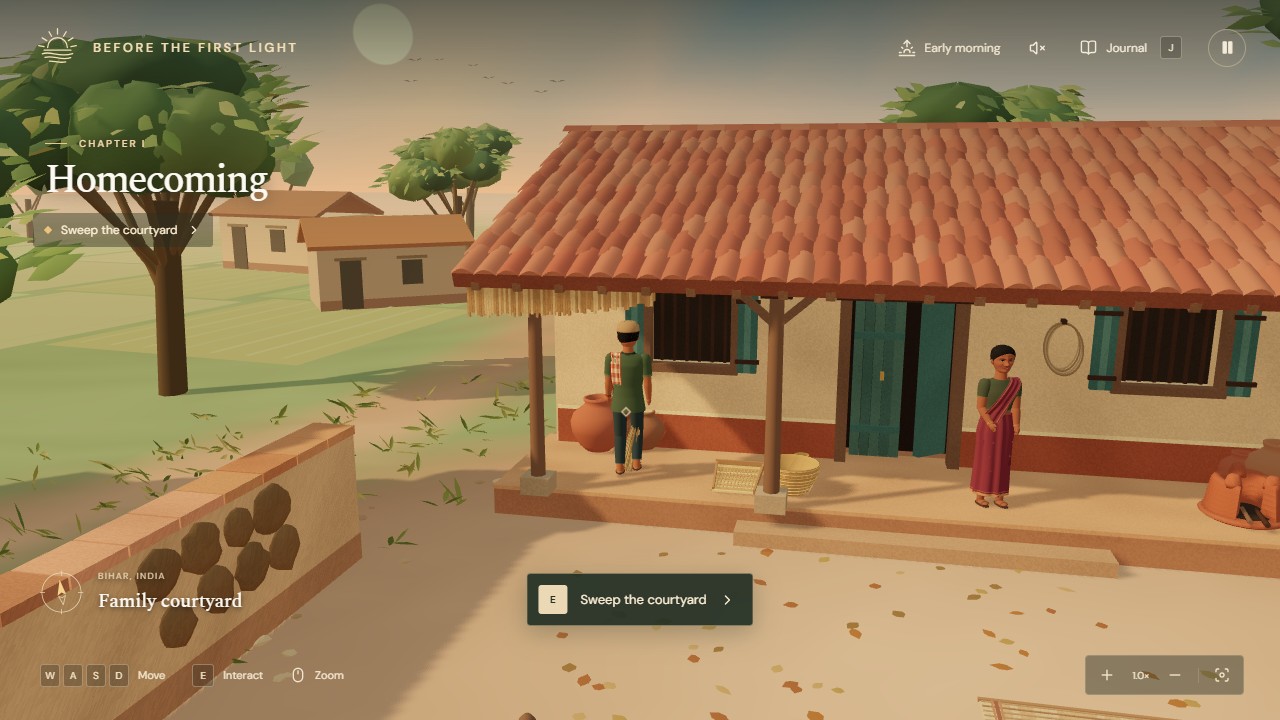 BEFORE THE FIRST LIGHT
Early morning
Journal J
CHAPTER I
Homecoming
Sweep the courtyard
BIHAR, INDIA
Family courtyard
E Sweep the courtyard
W A S D Move E Interact Zoom
1.0×